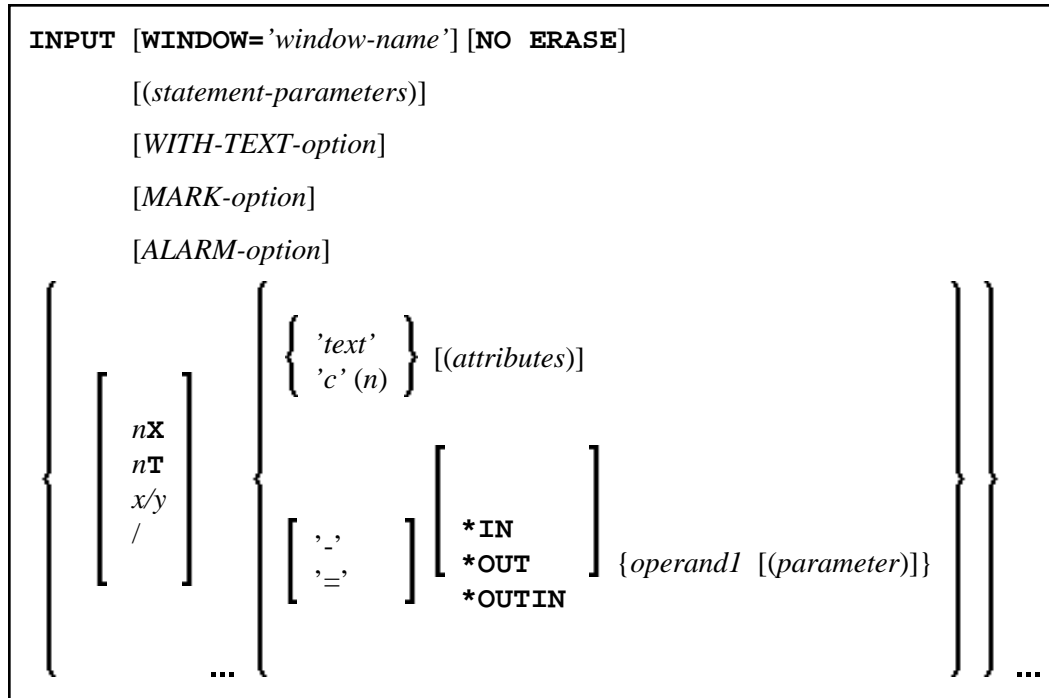 INPUT [WINDOW=’window-name’] [NO ERASE]
[(statement-parameters)]
[WITH-TEXT-option]
[MARK-option]
[ALARM-option]
’text’
’c’ (n)
[(attributes)]
nX
nT
x/y
/
’-’
’=’
*IN
*OUT
*OUTIN
{operand1 [(parameter)]}
... ...